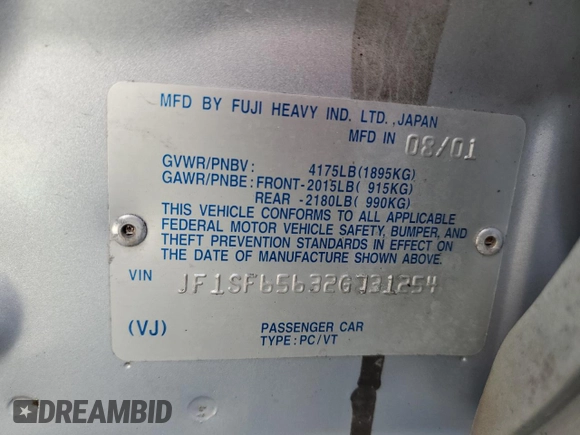 MFD BY FUJI HEAVY IND. LTD.,JAPAN
MFD IN 08/01
GVWR/PNBV: 4175LB(1895KG)
GAWR/PNBE: FRONT-2015LB( 915KG)
REAR -2180LB( 990KG)
THIS VEHICLE CONFORMS TO ALL APPLICABLE
FEDERAL MOTOR VEHICLE SAFETY, BUMPER, AND
THEFT PREVENTION STANDARDS IN EFFECT ON
THE DATE OF MANUFACTURE SHOWN ABOVE.
VIN JF1SF65632G731254
(VJ) PASSENGER CAR
TYPE: PC/VT
DREAMBID